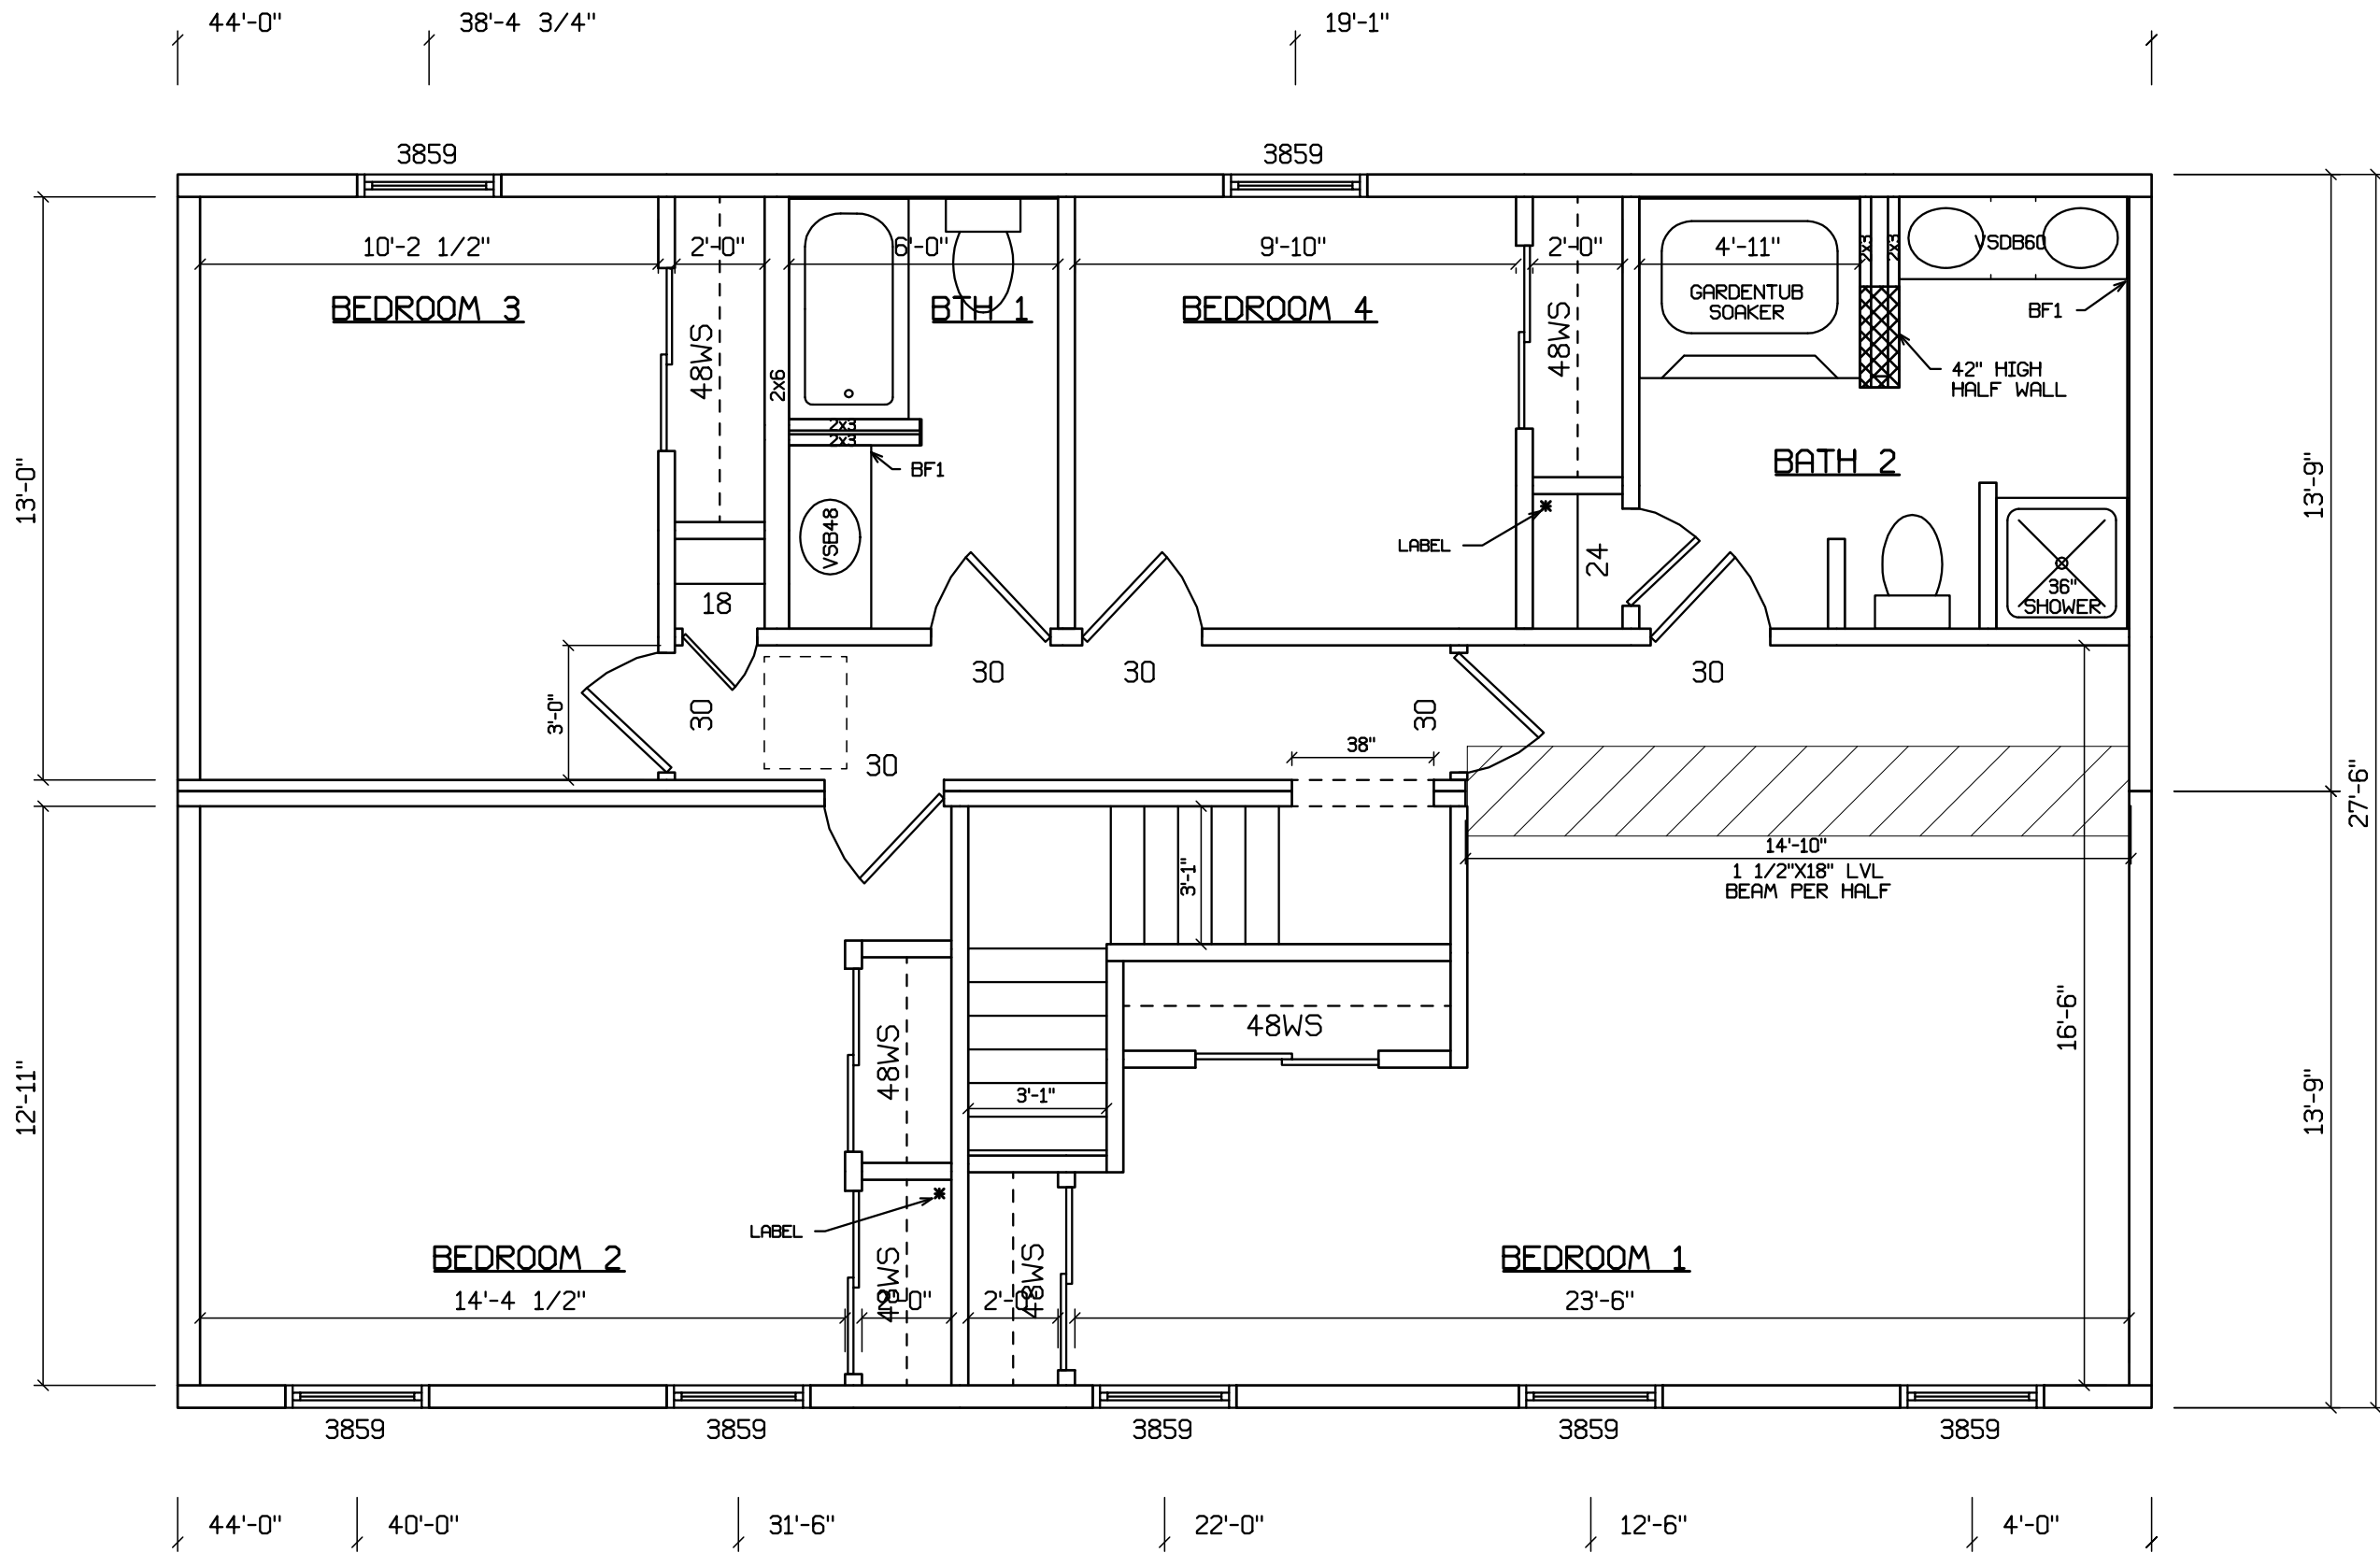 44'-0" 38'-4 3/4" 19'-1"
3859 3859
10'-2 1/2" 2'-0" 6'-0" 9'-10" 2'-0" 4'-11" 2x3 2x3 VSDB60
BEDROOM 3 BTH 1 BEDROOM 4 GARDENTUB
SOAKER
BF1
48WS 2x6 48WS
42" HIGH
HALF WALL
2x3
2x3
BF1
BATH 2
13'-0" 13'-9"
VSB48
LABEL
24
18
36"
SHOWER
30 30 30
3'-0" 30 30
30
38"
27'-6"
14'-10"
1 1/2"X18" LVL
BEAM PER HALF
3'-1"
16'-6"
48WS
48WS
12'-11" 3'-1" 13'-9"
LABEL
48WS 48WS
BEDROOM 2 BEDROOM 1
14'-4 1/2" 2'-0" 2'-0" 23'-6"
3859 3859 3859 3859 3859
44'-0" 40'-0" 31'-6" 22'-0" 12'-6" 4'-0"